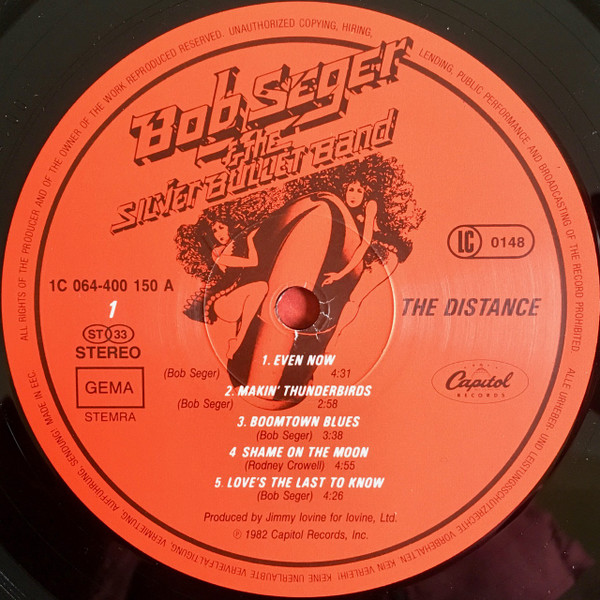 ALL RIGHTS OF THE PRODUCER AND OF THE OWNER OF THE WORK REPRODUCED RESERVED. UNAUTHORIZED COPYING, HIRING, LENDING, PUBLIC PERFORMANCE AND BROADCASTING OF THE RECORD PROHIBITED.
Bob Seger
& the
Silver Bullet Band
LC 0148
1C 064-400 150 A
1
THE DISTANCE
ST 33
STEREO
GEMA
STEMRA
Capitol
RECORDS
1. EVEN NOW
(Bob Seger) 4:31
2. MAKIN' THUNDERBIRDS
(Bob Seger) 2:58
3. BOOMTOWN BLUES
(Bob Seger) 3:38
4 SHAME ON THE MOON
(Rodney Crowell) 4:55
5. LOVE'S THE LAST TO KNOW
(Bob Seger) 4:26
Produced by Jimmy Iovine for Iovine, Ltd.
℗ 1982 Capitol Records, Inc.
ALLE URHEBER- UND LEISTUNGSSCHUTZRECHTE VORBEHALTEN. KEIN VERLEIH! KEINE UNERLAUBTE VERVIELFÄLTIGUNG, VERMIETUNG, AUFFÜHRUNG, SENDUNG! MADE IN EEC.